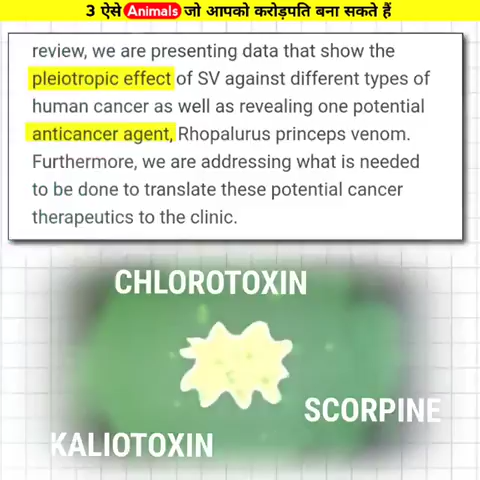 3 ऐसे Animals जो आपको करोड़पति बना सकते हैं
review, we are presenting data that show the
pleiotropic effect of SV against different types of
human cancer as well as revealing one potential
anticancer agent, Rhopalurus princeps venom.
Furthermore, we are addressing what is needed
to be done to translate these potential cancer
therapeutics to the clinic.
CHLOROTOXIN
SCORPINE
KALIOTOXIN